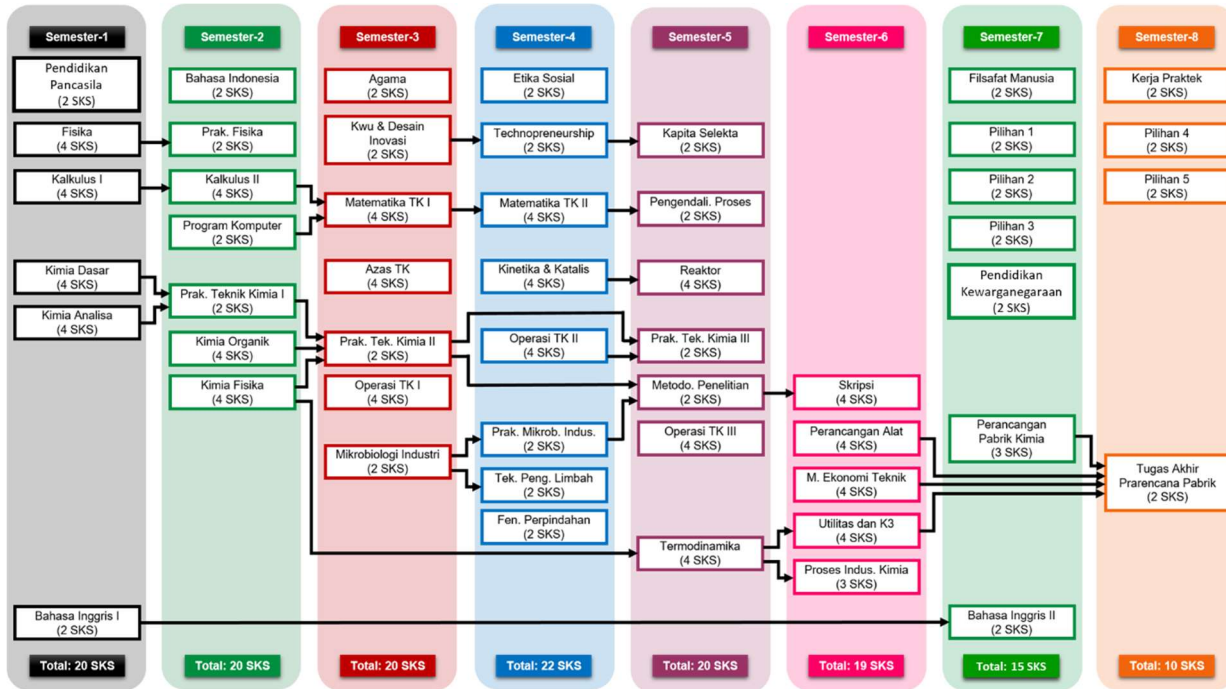 Semester-1
Pendidikan
Pancasila
(2 SKS)
Fisika
(4 SKS)
Kalkulus I
(4 SKS)
Kimia Dasar
(4 SKS)
Kimia Analisa
(4 SKS)
Bahasa Inggris I
(2 SKS)
Total: 20 SKS
Semester-2
Bahasa Indonesia
(2 SKS)
Prak. Fisika
(2 SKS)
Kalkulus II
(4 SKS)
Program Komputer
(2 SKS)
Prak. Teknik Kimia I
(2 SKS)
Kimia Organik
(4 SKS)
Kimia Fisika
(4 SKS)
Total: 20 SKS
Semester-3
Agama
(2 SKS)
Kwu & Desain
Inovasi
(2 SKS)
Matematika TK I
(4 SKS)
Azas TK
(4 SKS)
Prak. Tek. Kimia II
(2 SKS)
Operasi TK I
(4 SKS)
Mikrobiologi Industri
(2 SKS)
Total: 20 SKS
Semester-4
Etika Sosial
(2 SKS)
Technopreneurship
(2 SKS)
Matematika TK II
(4 SKS)
Kinetika & Katalis
(4 SKS)
Operasi TK II
(4 SKS)
Prak. Mikrob. Indus.
(2 SKS)
Tek. Peng. Limbah
(2 SKS)
Fen. Perpindahan
(2 SKS)
Total: 22 SKS
Semester-5
Kapita Selekta
(2 SKS)
Pengendali. Proses
(2 SKS)
Reaktor
(4 SKS)
Prak. Tek. Kimia III
(2 SKS)
Metodo. Penelitian
(2 SKS)
Operasi TK III
(4 SKS)
Termodinamika
(4 SKS)
Total: 20 SKS
Semester-6
Skripsi
(4 SKS)
Perancangan Alat
(4 SKS)
M. Ekonomi Teknik
(4 SKS)
Utilitas dan K3
(4 SKS)
Proses Indus. Kimia
(3 SKS)
Total: 19 SKS
Semester-7
Filsafat Manusia
(2 SKS)
Pilihan 1
(2 SKS)
Pilihan 2
(2 SKS)
Pilihan 3
(2 SKS)
Pendidikan
Kewarganegaraan
(2 SKS)
Perancangan
Pabrik Kimia
(3 SKS)
Bahasa Inggris II
(2 SKS)
Total: 15 SKS
Semester-8
Kerja Praktek
(2 SKS)
Pilihan 4
(2 SKS)
Pilihan 5
(2 SKS)
Tugas Akhir
Prarencana Pabrik
(2 SKS)
Total: 10 SKS